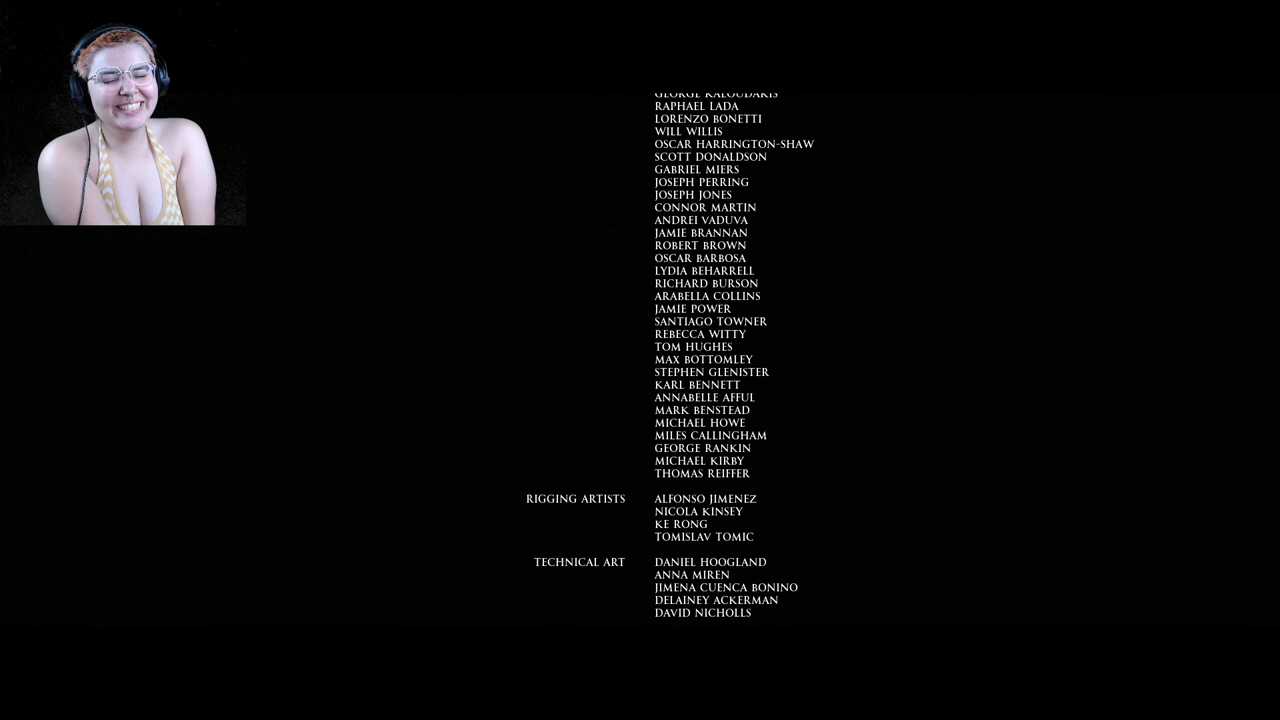 GEORGE KALOUDAKIS
RAPHAEL LADA
LORENZO BONETTI
WILL WILLIS
OSCAR HARRINGTON-SHAW
SCOTT DONALDSON
GABRIEL MIERS
JOSEPH PERRING
JOSEPH JONES
CONNOR MARTIN
ANDREI VADUVA
JAMIE BRANNAN
ROBERT BROWN
OSCAR BARBOSA
LYDIA BEHARRELL
RICHARD BURSON
ARABELLA COLLINS
JAMIE POWER
SANTIAGO TOWNER
REBECCA WITTY
TOM HUGHES
MAX BOTTOMLEY
STEPHEN GLENISTER
KARL BENNETT
ANNABELLE AFFUL
MARK BENSTEAD
MICHAEL HOWE
MILES CALLINGHAM
GEORGE RANKIN
MICHAEL KIRBY
THOMAS REIFFER
RIGGING ARTISTS ALFONSO JIMENEZ
NICOLA KINSEY
KE RONG
TOMISLAV TOMIC
TECHNICAL ART DANIEL HOOGLAND
ANNA MIREN
JIMENA CUENCA BONINO
DELAINEY ACKERMAN
DAVID NICHOLLS